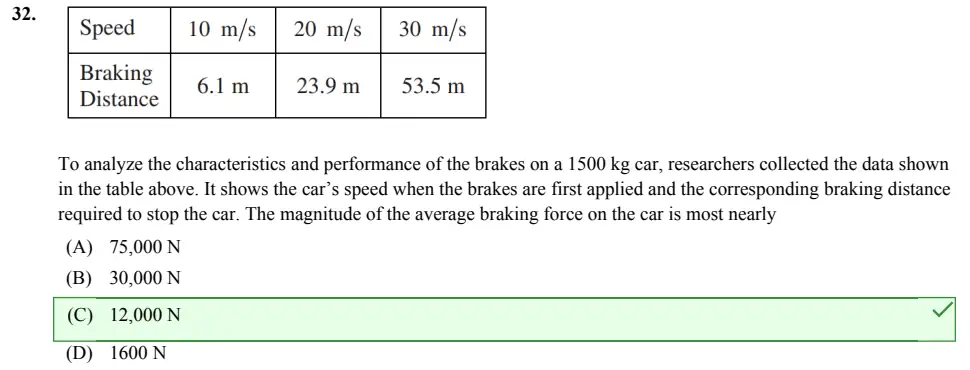 32.
Speed 10 m/s 20 m/s 30 m/s
Braking
Distance 6.1 m 23.9 m 53.5 m
To analyze the characteristics and performance of the brakes on a 1500 kg car, researchers collected the data shown
in the table above. It shows the car's speed when the brakes are first applied and the corresponding braking distance
required to stop the car. The magnitude of the average braking force on the car is most nearly
(A) 75,000 N
(B) 30,000 N
(C) 12,000 N
(D) 1600 N